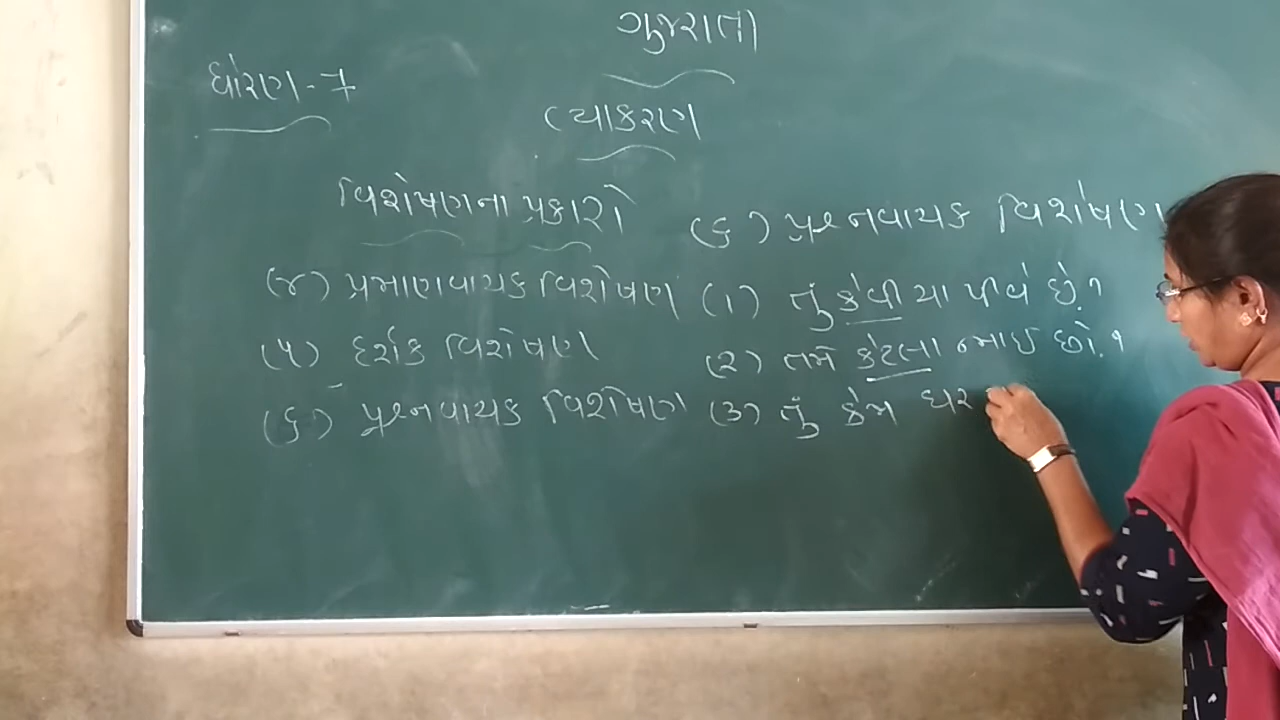 ગુજરાતી
ધોરણ-7
વ્યાકરણ
વિશેષણના પ્રકારો
(૪) પ્રમાણવાચક વિશેષણ
(૫) દર્શક વિશેષણ
(૬) પ્રશ્નવાચક વિશેષણ
(૬) પ્રશ્નવાચક વિશેષણ
(૧) તું કેવી ચા પીવે છે.?
(૨) તમે કેટલા ભાઈ છો.?
(૩) તું કેમ ઘર